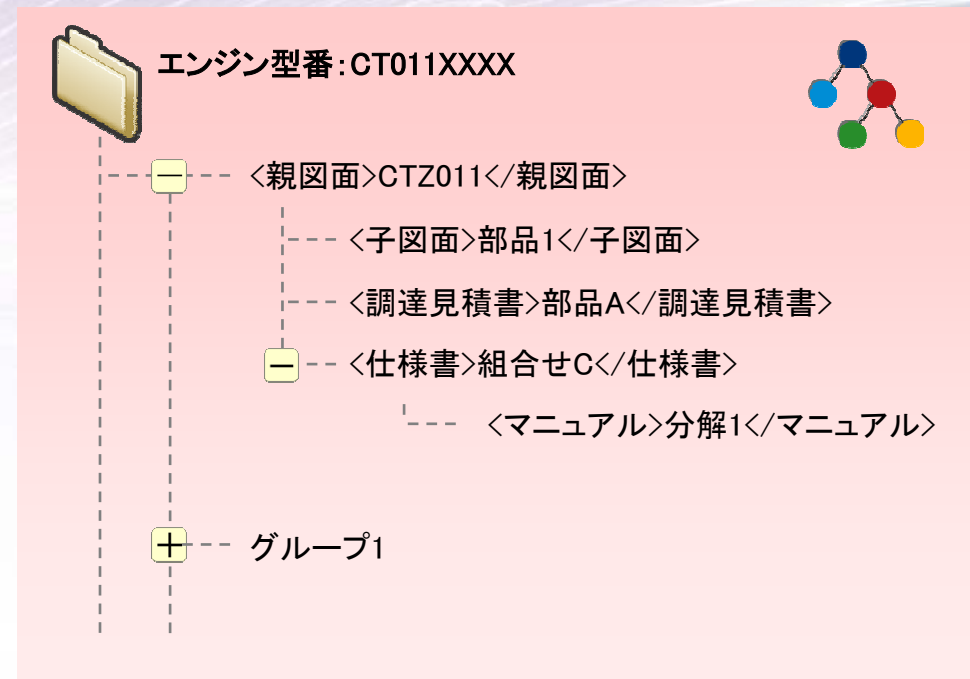 エンジン型番:CT011XXXX
<親図面>CTZ011</親図面>
<子図面>部品1</子図面>
<調達見積書>部品A</調達見積書>
<仕様書>組合せC</仕様書>
<マニュアル>分解1</マニュアル>
グループ1